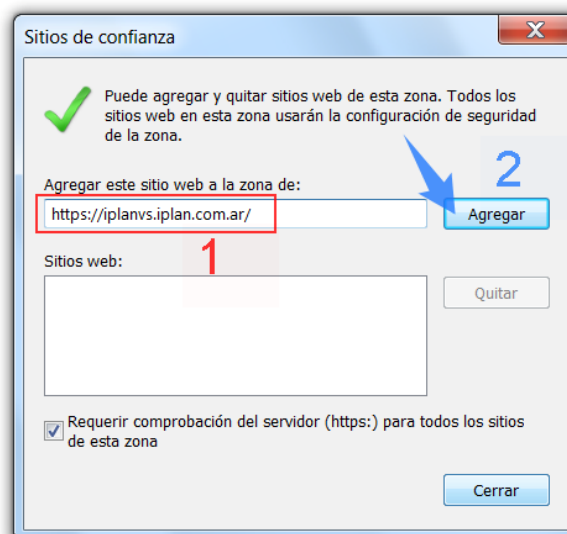 Sitios de confianza
X
Puede agregar y quitar sitios web de esta zona. Todos los
sitios web en esta zona usarán la configuración de seguridad
de la zona.
2
Agregar este sitio web a la zona de:
https://iplanvs.iplan.com.ar/
Agregar
1
Sitios web:
Quitar
Requerir comprobación del servidor (https:) para todos los sitios
de esta zona
Cerrar